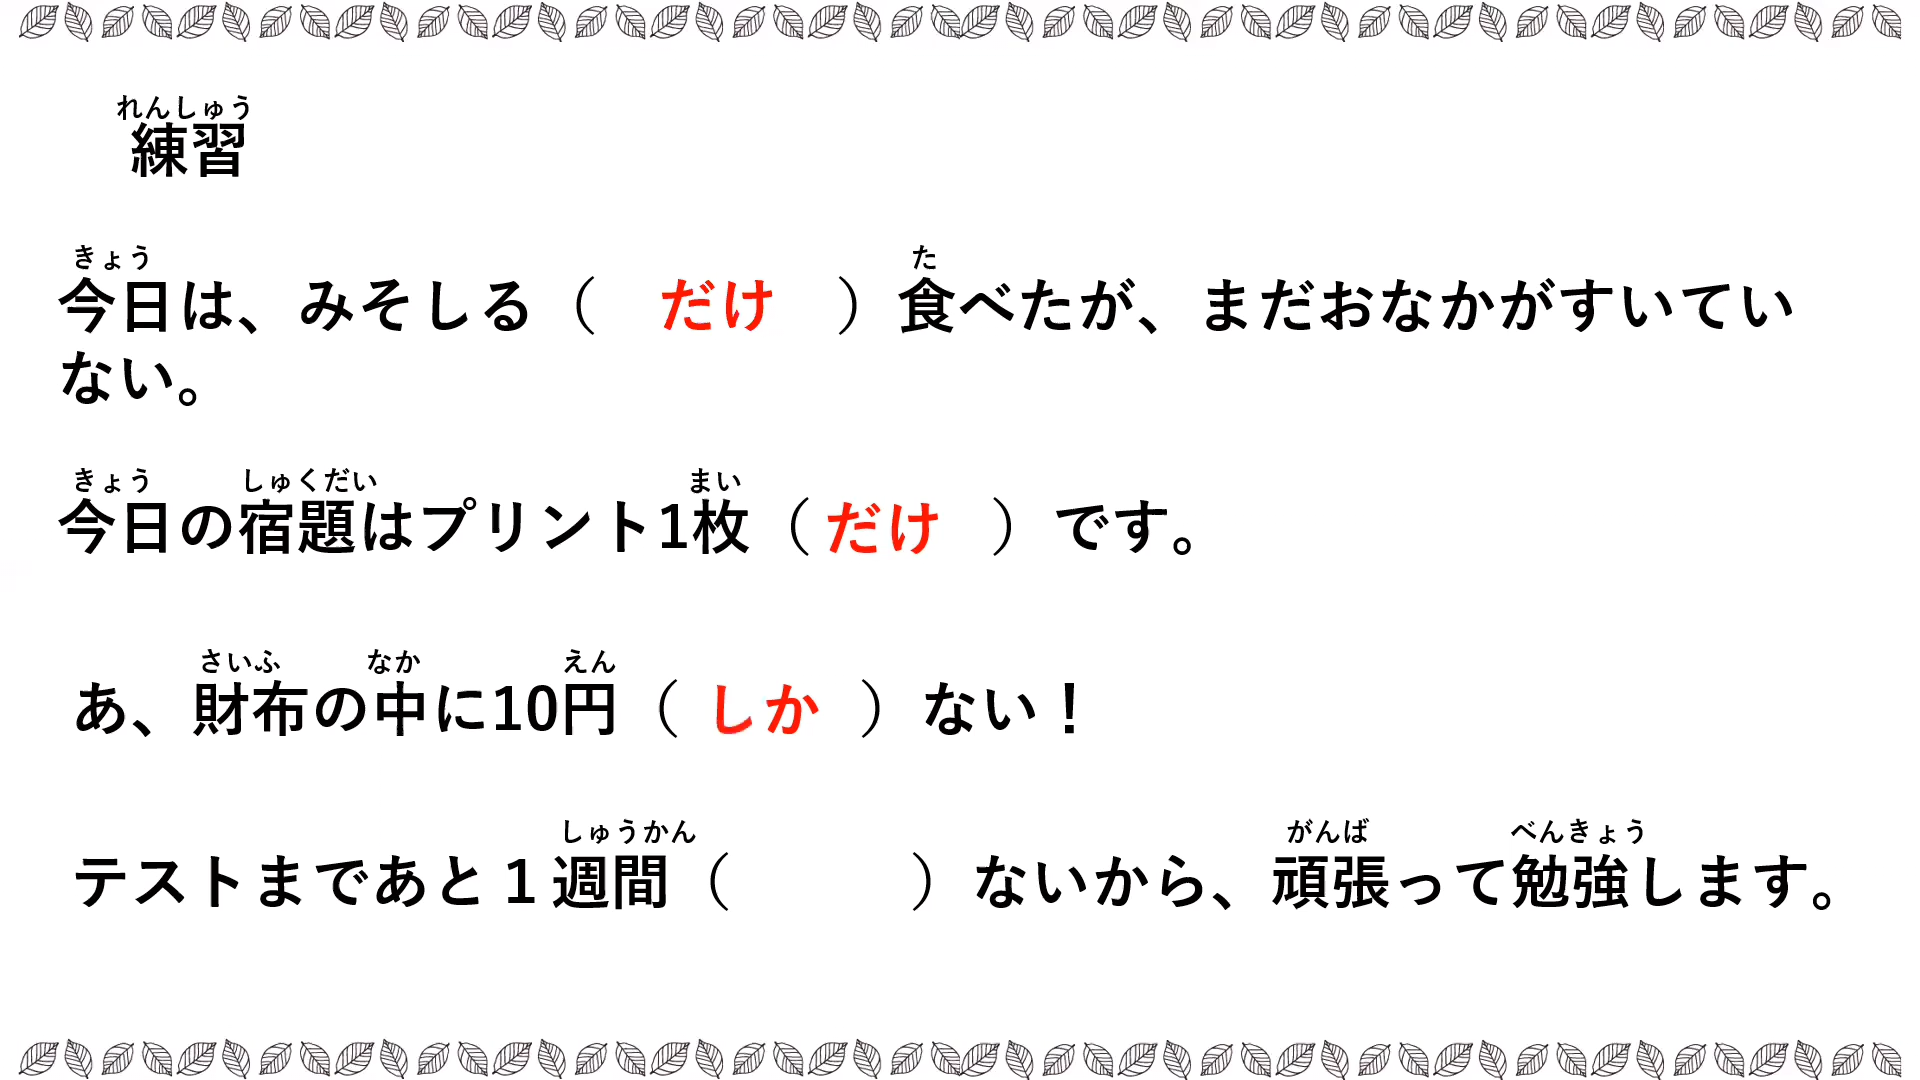 れんしゅう
練習
きょう た
今日は、みそしる（ だけ ）食べたが、まだおなかがすいてい
ない。
きょう しゅくだい まい
今日の宿題はプリント1枚（ だけ ）です。
さいふ なか えん
あ、財布の中に10円（ しか ）ない！
しゅうかん がんば べんきょう
テストまであと１週間（ ）ないから、頑張って勉強します。